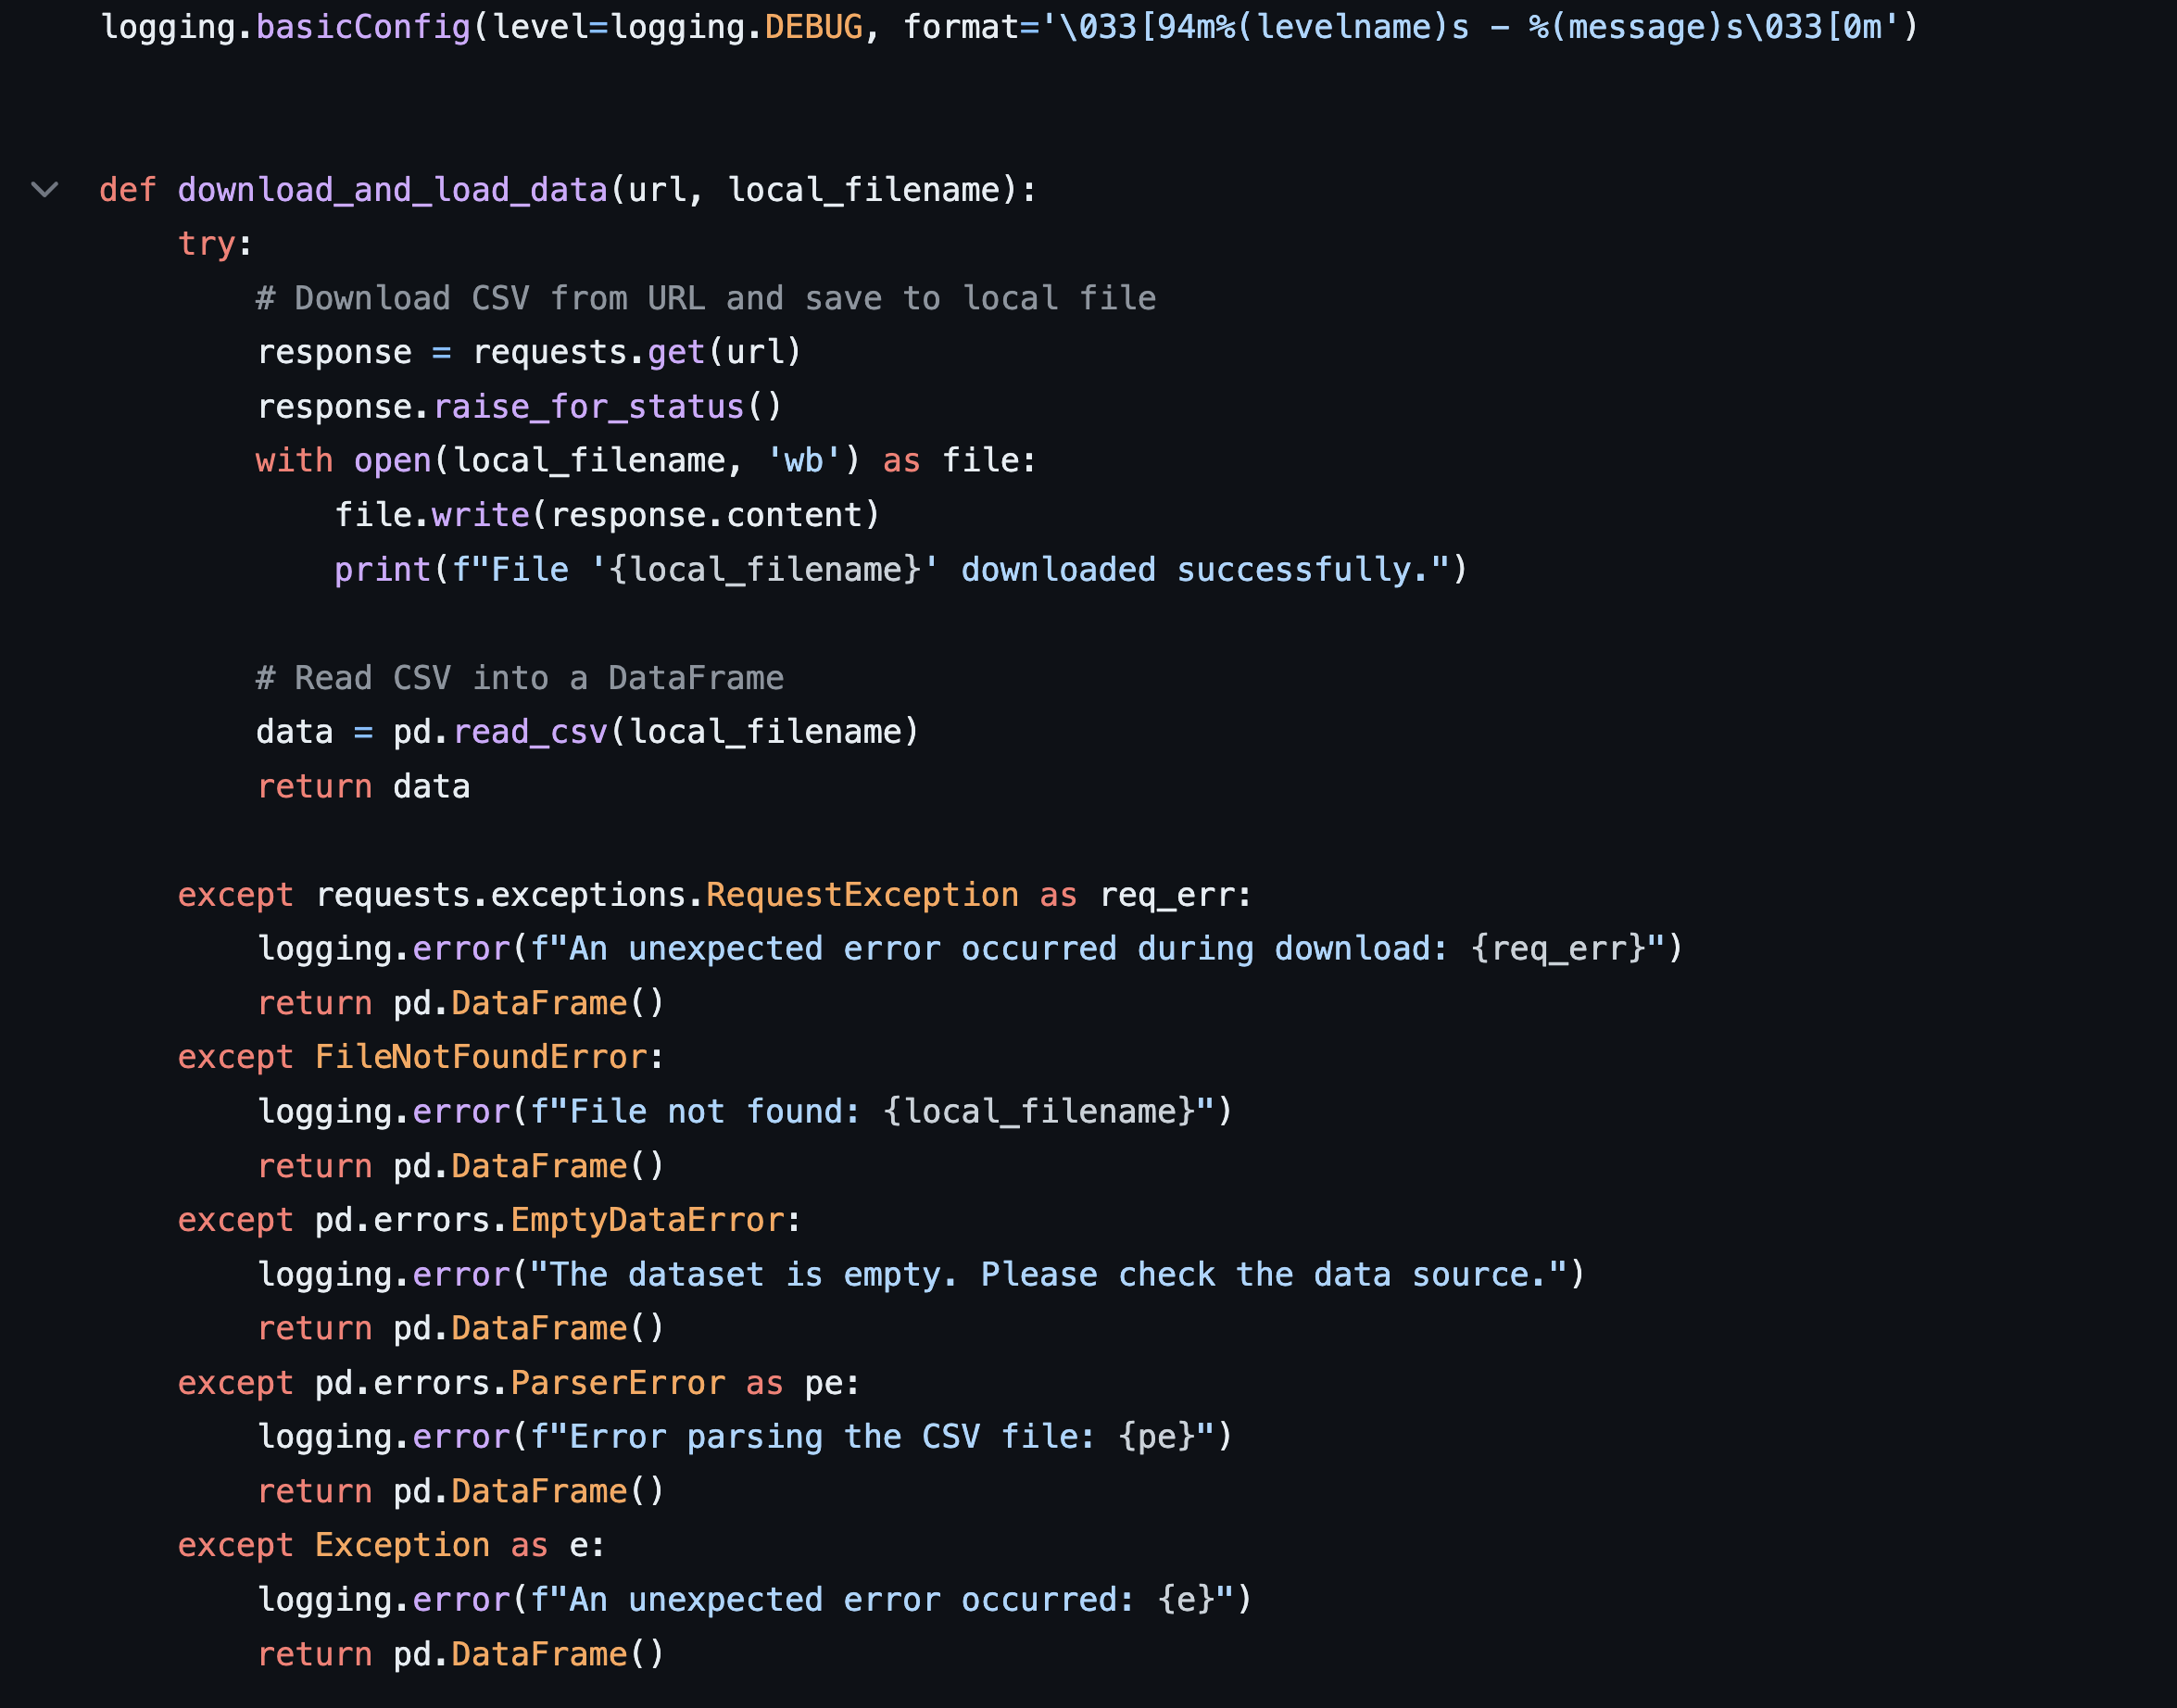 logging.basicConfig(level=logging.DEBUG, format='\033[94m%(levelname)s - %(message)s\033[0m')
def download_and_load_data(url, local_filename):
    try:
        # Download CSV from URL and save to local file
        response = requests.get(url)
        response.raise_for_status()
        with open(local_filename, 'wb') as file:
            file.write(response.content)
            print(f"File '{local_filename}' downloaded successfully.")
        # Read CSV into a DataFrame
        data = pd.read_csv(local_filename)
        return data
    except requests.exceptions.RequestException as req_err:
        logging.error(f"An unexpected error occurred during download: {req_err}")
        return pd.DataFrame()
    except FileNotFoundError:
        logging.error(f"File not found: {local_filename}")
        return pd.DataFrame()
    except pd.errors.EmptyDataError:
        logging.error("The dataset is empty. Please check the data source.")
        return pd.DataFrame()
    except pd.errors.ParserError as pe:
        logging.error(f"Error parsing the CSV file: {pe}")
        return pd.DataFrame()
    except Exception as e:
        logging.error(f"An unexpected error occurred: {e}")
        return pd.DataFrame()